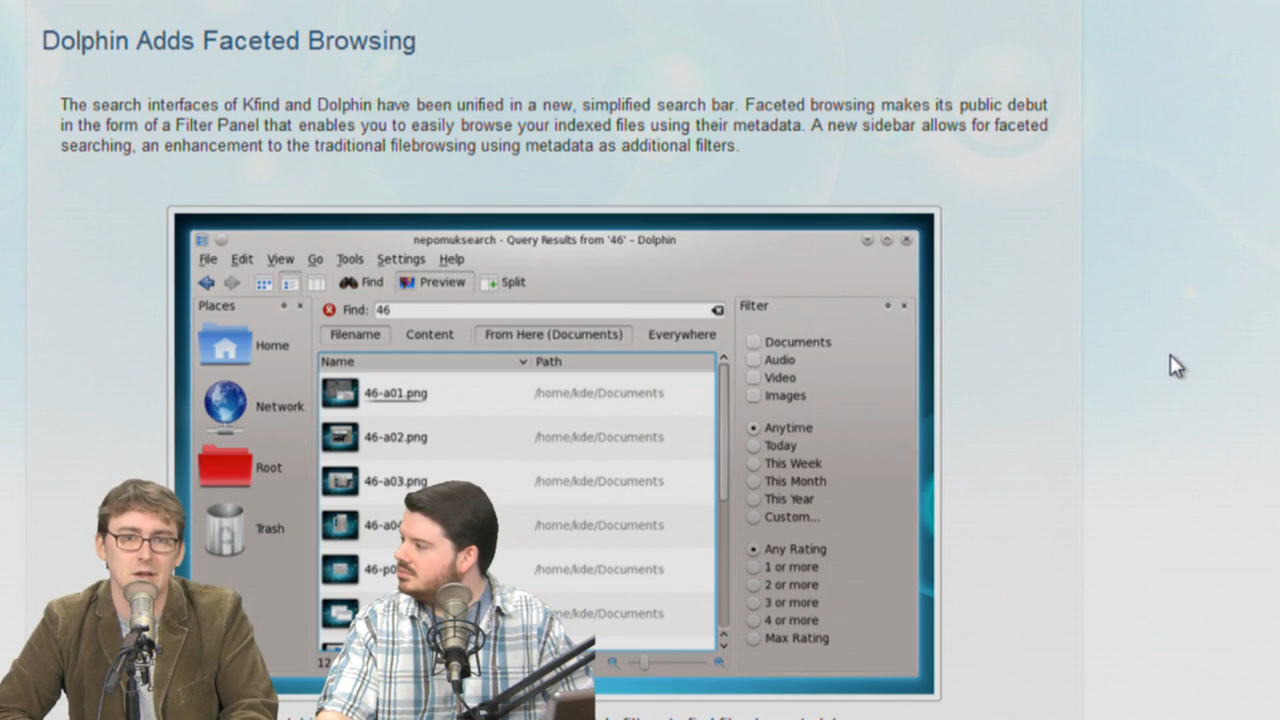 Dolphin Adds Faceted Browsing
The search interfaces of Kfind and Dolphin have been unified in a new, simplified search bar. Faceted browsing makes its public debut
in the form of a Filter Panel that enables you to easily browse your indexed files using their metadata. A new sidebar allows for faceted
searching, an enhancement to the traditional filebrowsing using metadata as additional filters.
nepomuksearch - Query Results from '46' - Dolphin
File Edit View Go Tools Settings Help
Find Preview Split
Places
Home
Network
Root
Trash
Find: 46
Filename Content From Here (Documents) Everywhere
Name Path
46-a01.png /home/kde/Documents
46-a02.png /home/kde/Documents
46-a03.png /home/kde/Documents
/home/kde/Documents
/home/kde/Documents
/home/kde/Documents
12
Filter
Documents
Audio
Video
Images
Anytime
Today
This Week
This Month
This Year
Custom...
Any Rating
1 or more
2 or more
3 or more
4 or more
Max Rating